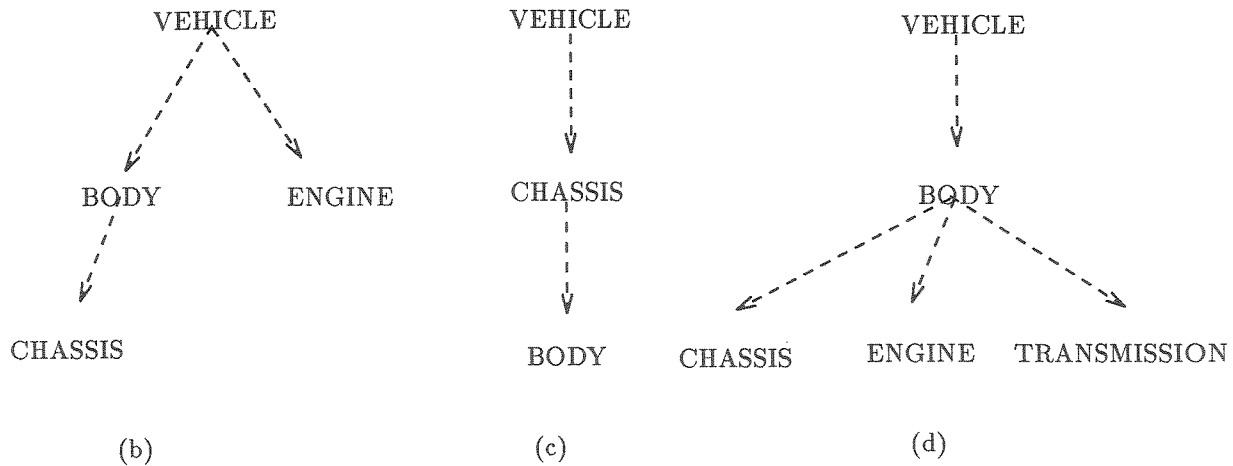 VEHICLE VEHICLE VEHICLE
BODY ENGINE CHASSIS BODY
CHASSIS BODY CHASSIS ENGINE TRANSMISSION
(b) (c) (d)